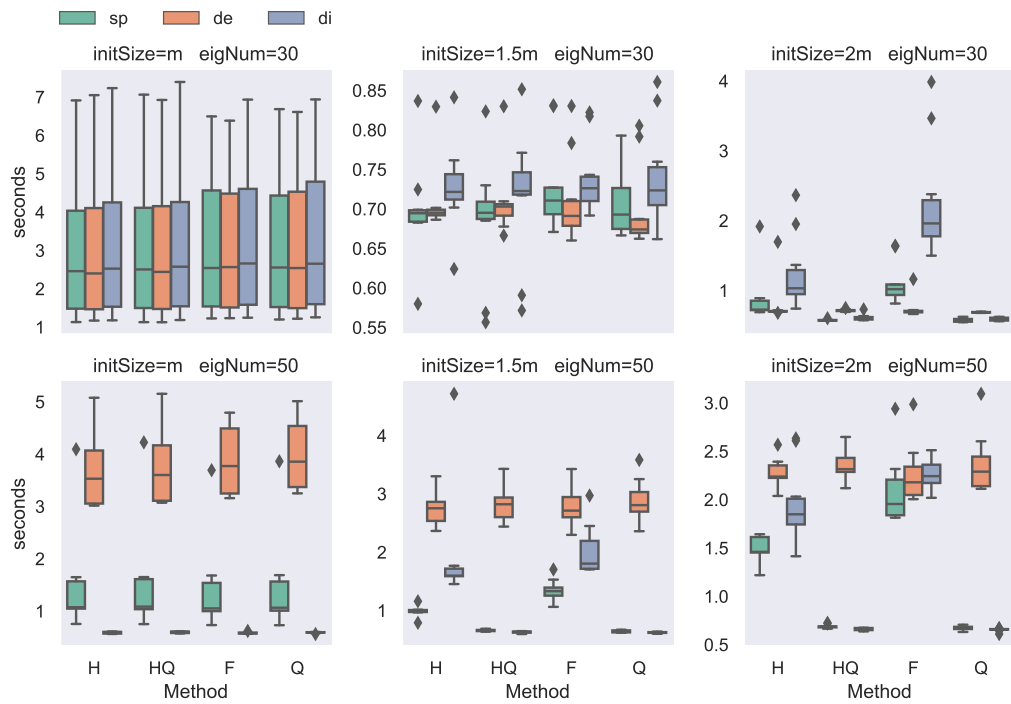 sp de di
initSize=m eigNum=30
initSize=1.5m eigNum=30
initSize=2m eigNum=30
seconds
7
6
5
4
3
2
1
0.85
0.80
0.75
0.70
0.65
0.60
0.55
4
3
2
1
initSize=m eigNum=50
initSize=1.5m eigNum=50
initSize=2m eigNum=50
seconds
5
4
3
2
1
4
3
2
1
3.0
2.5
2.0
1.5
1.0
0.5
H HQ F Q
H HQ F Q
H HQ F Q
Method
Method
Method